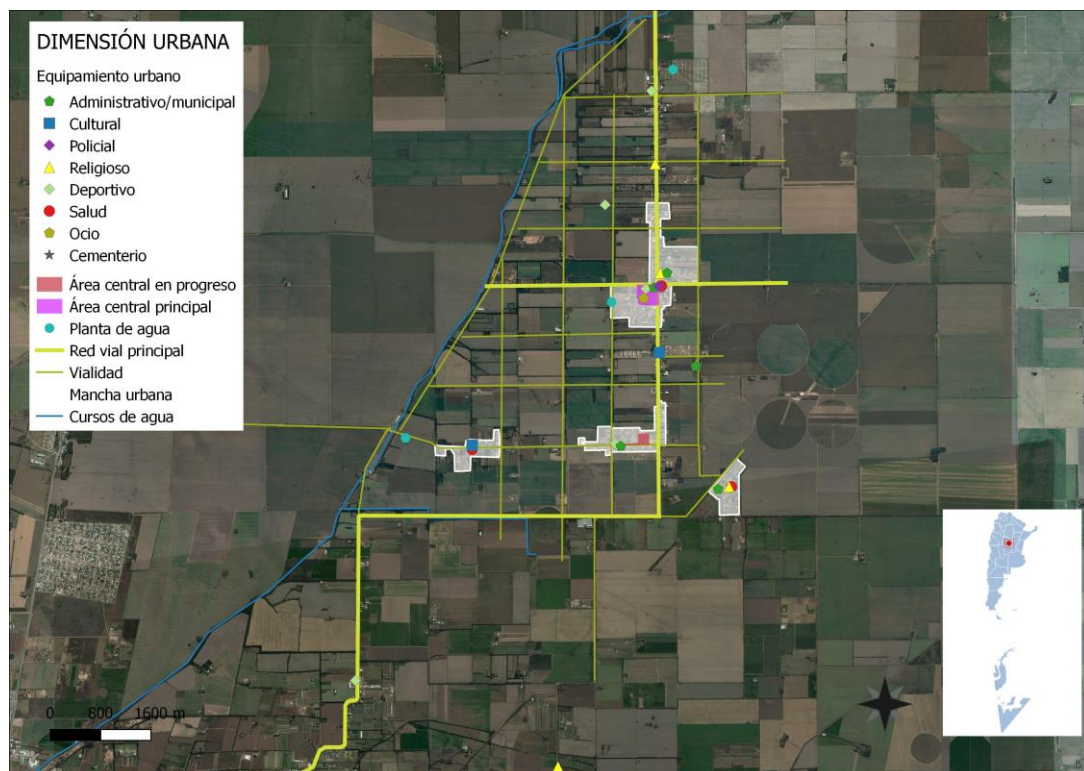 DIMENSIÓN URBANA
Equipamiento urbano
Administrativo/municipal
Cultural
Policial
Religioso
Deportivo
Salud
Ocio
Cementerio
Área central en progreso
Área central principal
Planta de agua
Red vial principal
Vialidad
Mancha urbana
Cursos de agua
0 800 1600 m